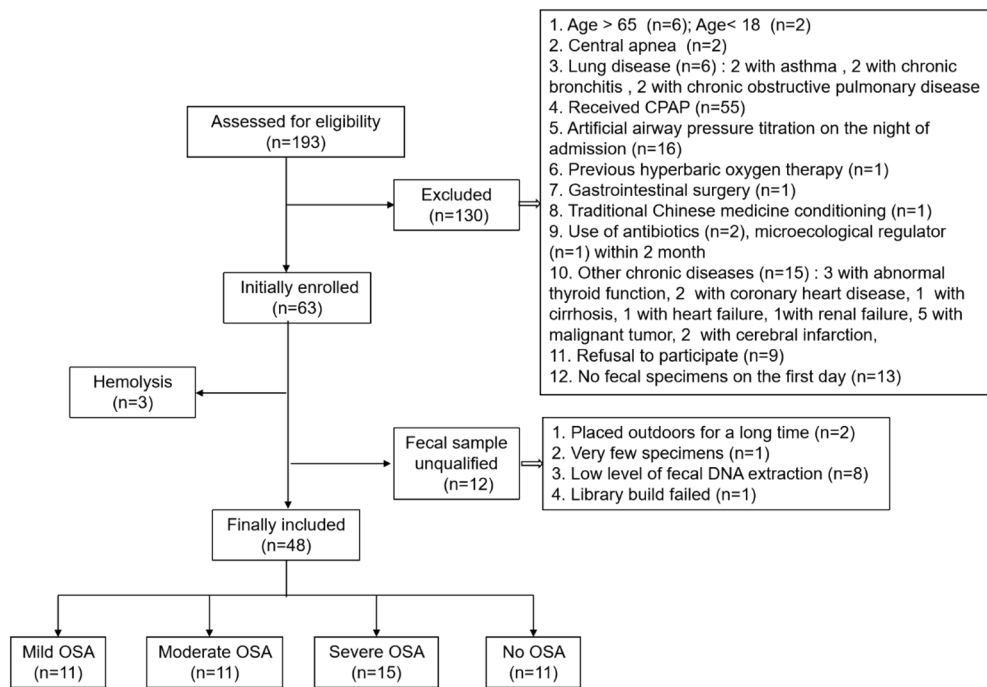 Assessed for eligibility
(n=193)
Excluded
(n=130)
1. Age > 65 (n=6); Age< 18 (n=2)
2. Central apnea (n=2)
3. Lung disease (n=6) : 2 with asthma , 2 with chronic
bronchitis , 2 with chronic obstructive pulmonary disease
4. Received CPAP (n=55)
5. Artificial airway pressure titration on the night of
admission (n=16)
6. Previous hyperbaric oxygen therapy (n=1)
7. Gastrointestinal surgery (n=1)
8. Traditional Chinese medicine conditioning (n=1)
9. Use of antibiotics (n=2), microecological regulator
(n=1) within 2 month
10. Other chronic diseases (n=15) : 3 with abnormal
thyroid function, 2 with coronary heart disease, 1 with
cirrhosis, 1 with heart failure, 1with renal failure, 5 with
malignant tumor, 2 with cerebral infarction,
11. Refusal to participate (n=9)
12. No fecal specimens on the first day (n=13)
Initially enrolled
(n=63)
Hemolysis
(n=3)
Fecal sample
unqualified
(n=12)
1. Placed outdoors for a long time (n=2)
2. Very few specimens (n=1)
3. Low level of fecal DNA extraction (n=8)
4. Library build failed (n=1)
Finally included
(n=48)
Mild OSA
(n=11)
Moderate OSA
(n=11)
Severe OSA
(n=15)
No OSA
(n=11)